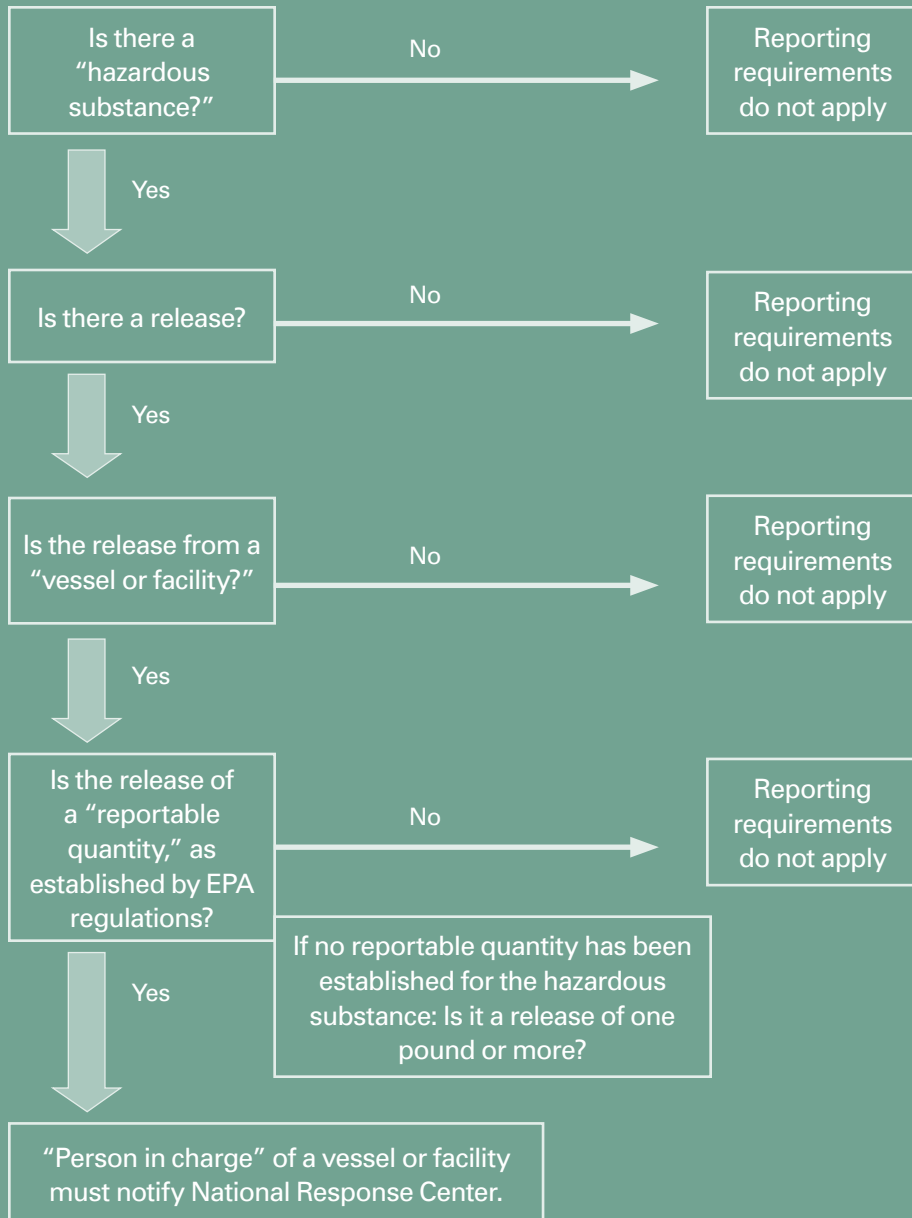 Is there a
“hazardous
substance?”
No
Reporting
requirements
do not apply
Yes
Is there a release?
No
Reporting
requirements
do not apply
Yes
Is the release from a
“vessel or facility?”
No
Reporting
requirements
do not apply
Yes
Is the release of
a “reportable
quantity,” as
established by EPA
regulations?
No
Reporting
requirements
do not apply
If no reportable quantity has been
established for the hazardous
substance: Is it a release of one
pound or more?
Yes
“Person in charge” of a vessel or facility
must notify National Response Center.